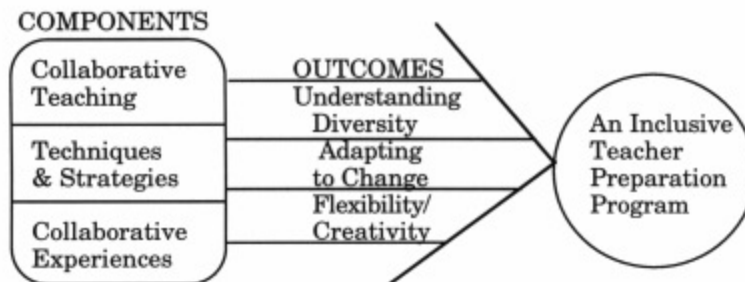 COMPONENTS
Collaborative
Teaching
Techniques
& Strategies
Collaborative
Experiences
OUTCOMES
Understanding
Diversity
Adapting
to Change
Flexibility/
Creativity
An Inclusive
Teacher
Preparation
Program